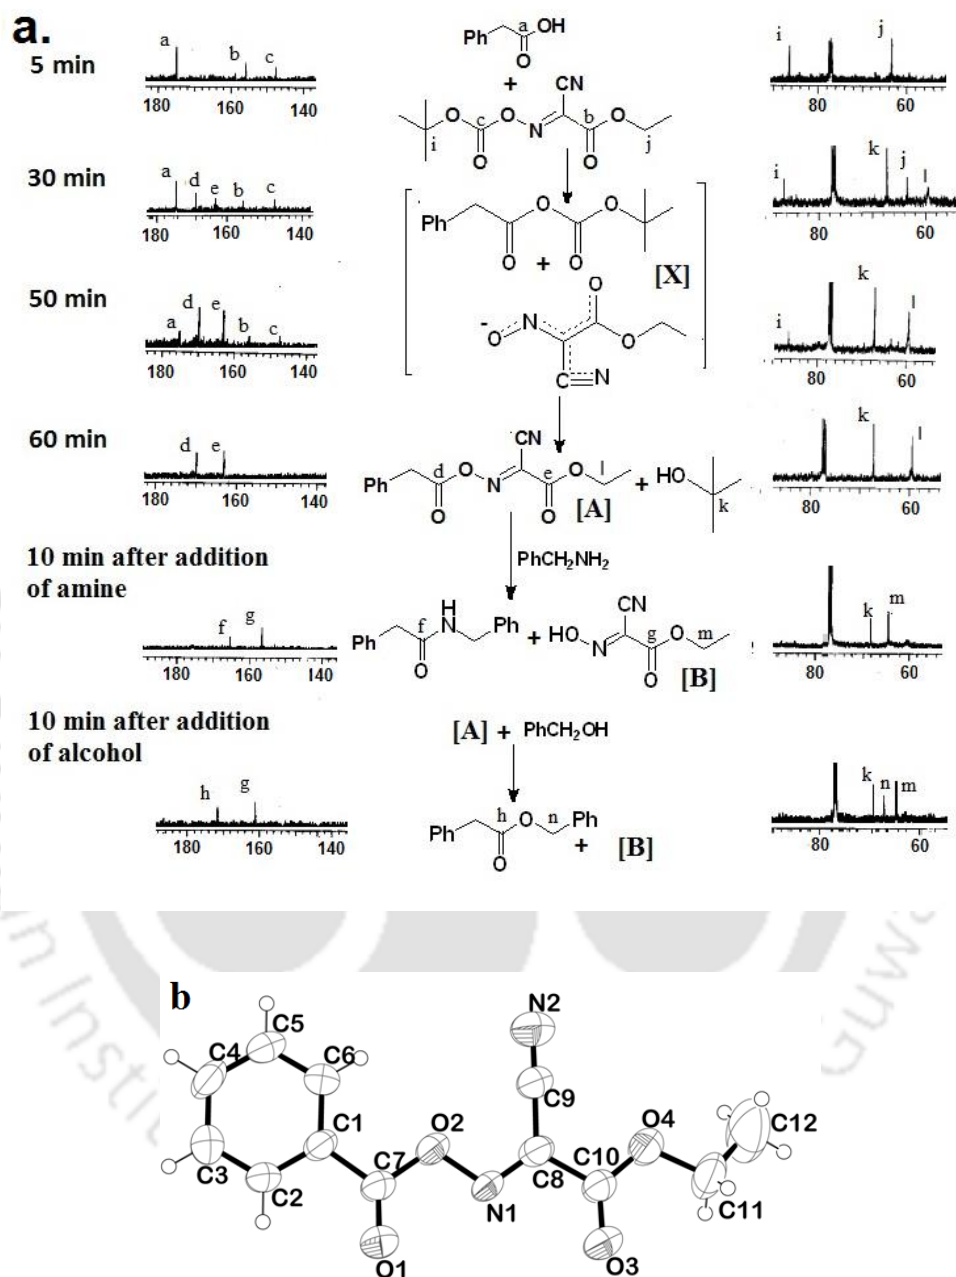 a.
5 min
a b c
180 160 140
Ph a OH
O
+
CN
O c O N b O
i O O j
i j
80 60
30 min
a d e b c
180 160 140
Ph O O
O O
+ [X]
i k j l
80 60
50 min
a d e b c
180 160 140
O
N O
-O
C N
i k l
80 60
60 min
d e
180 160 140
CN
Ph d O N e O l
O O
[A] + HO k
k l
80 60
10 min after addition
of amine
PhCH2NH2
f g
180 160 140
H
Ph f N Ph + HO N CN g O m
O O
[B]
k m
80 60
10 min after addition
of alcohol
[A] + PhCH2OH
h g
180 160 140
Ph h O n Ph
O + [B]
k n m
80 60
b
N2
C5
C4 C6
C9
C1 O2 O4 C12
C10
C7 C8
C3 C2 N1 C11
O1 O3
Insti
Guw